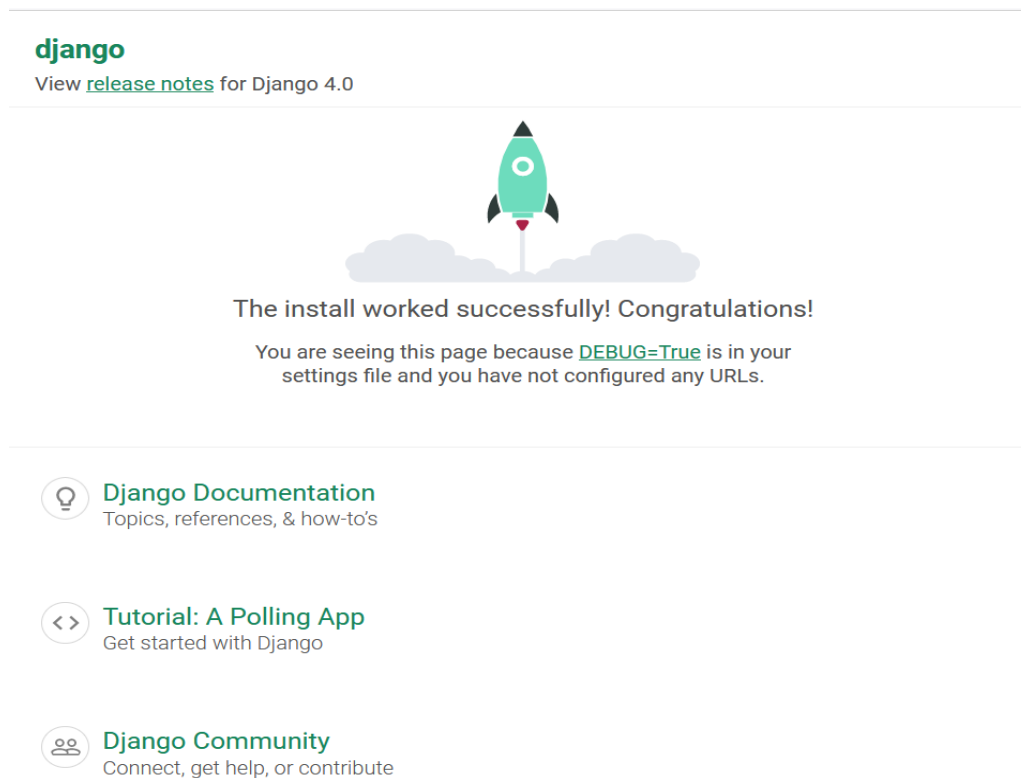 django
View release notes for Django 4.0
The install worked successfully! Congratulations!
You are seeing this page because DEBUG=True is in your
settings file and you have not configured any URLs.
Django Documentation
Topics, references, & how-to’s
Tutorial: A Polling App
Get started with Django
Django Community
Connect, get help, or contribute